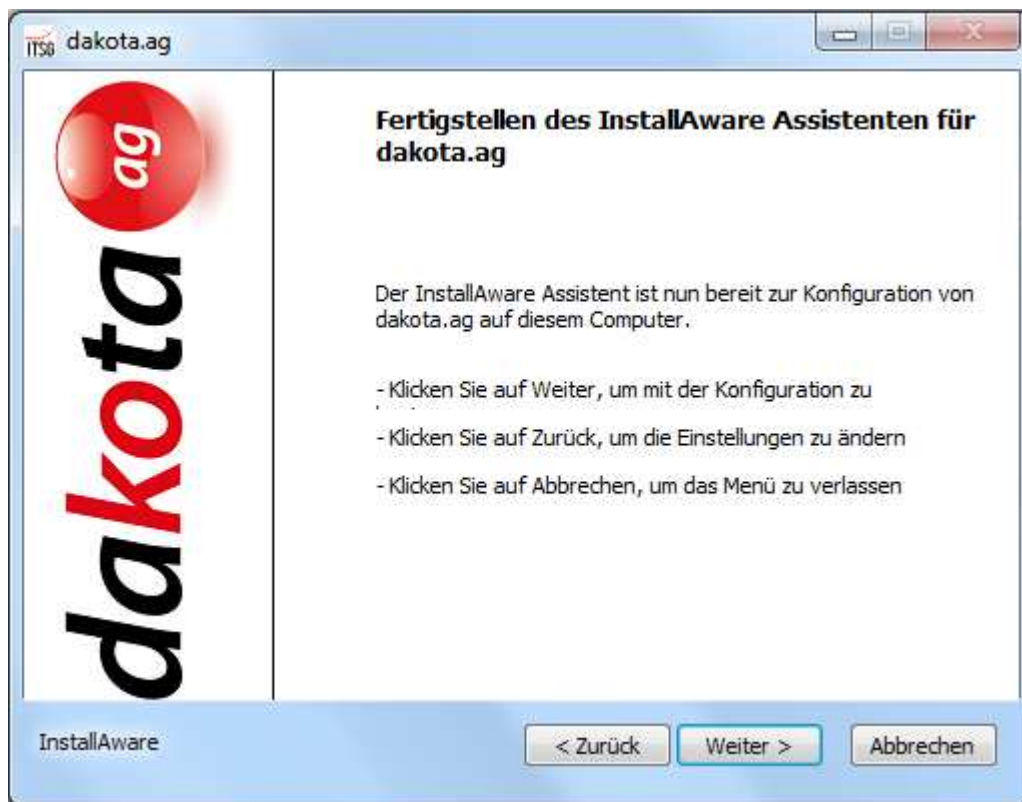 ITSG dakota.ag
dakota ag
Fertigstellen des InstallAware Assistenten für
dakota.ag
Der InstallAware Assistent ist nun bereit zur Konfiguration von
dakota.ag auf diesem Computer.
- Klicken Sie auf Weiter, um mit der Konfiguration zu
- Klicken Sie auf Zurück, um die Einstellungen zu ändern
- Klicken Sie auf Abbrechen, um das Menü zu verlassen
InstallAware
< Zurück Weiter > Abbrechen